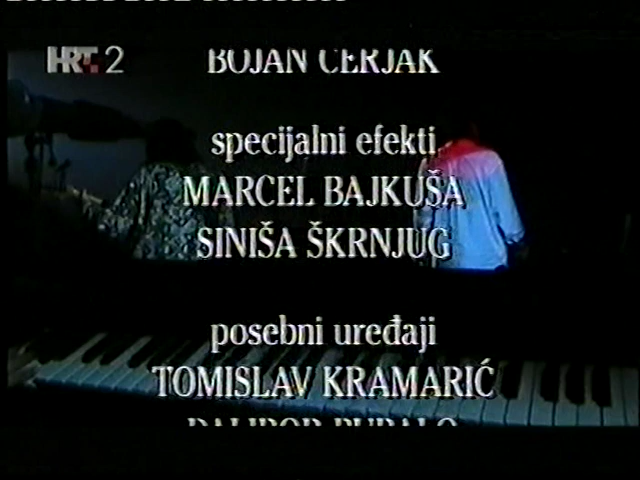 HRT 2
BOJAN CERJAK
specijalni efekti
MARCEL BAJKUŠA
SINIŠA ŠKRNJUG
posebni uređaji
TOMISLAV KRAMARIĆ